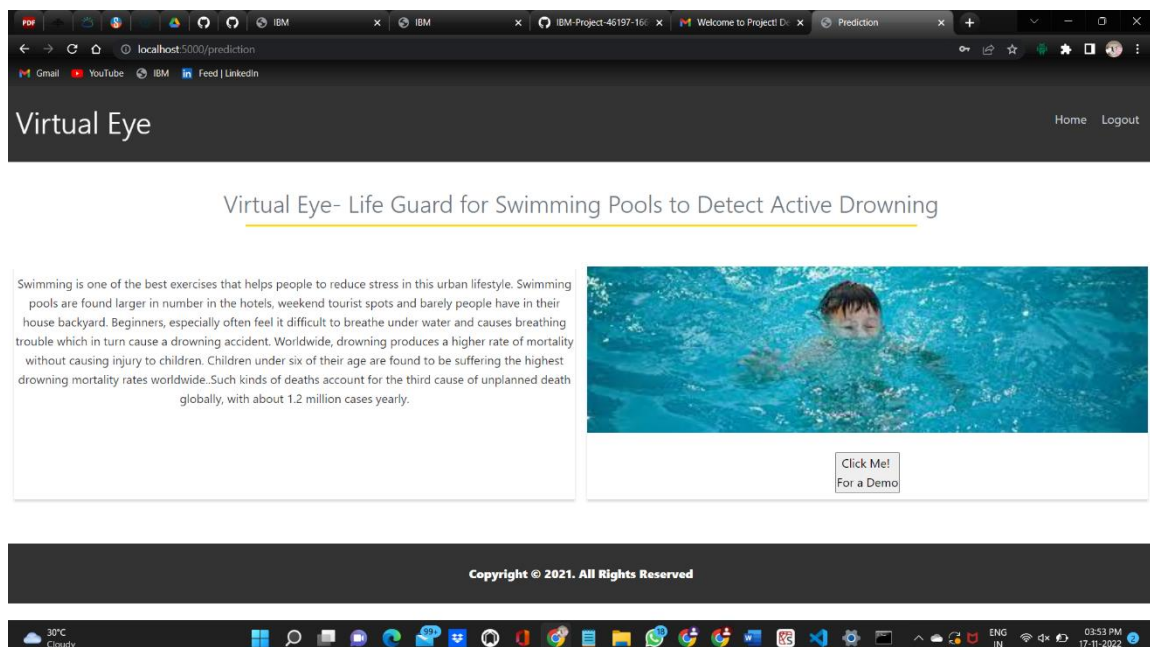 PDF
IBM
IBM
IBM-Project-46197-166
Welcome to Project! De
Prediction
localhost:5000/prediction
Gmail
YouTube
IBM
Feed | LinkedIn
Virtual Eye
Home
Logout
Virtual Eye- Life Guard for Swimming Pools to Detect Active Drowning
Swimming is one of the best exercises that helps people to reduce stress in this urban lifestyle. Swimming
pools are found larger in number in the hotels, weekend tourist spots and barely people have in their
house backyard. Beginners, especially often feel it difficult to breathe under water and causes breathing
trouble which in turn cause a drowning accident. Worldwide, drowning produces a higher rate of mortality
without causing injury to children. Children under six of their age are found to be suffering the highest
drowning mortality rates worldwide..Such kinds of deaths account for the third cause of unplanned death
globally, with about 1.2 million cases yearly.
Click Me!
For a Demo
Copyright © 2021. All Rights Reserved
30°C
Cloudy
99+
18
ENG
IN
03:53 PM
17-11-2022
2